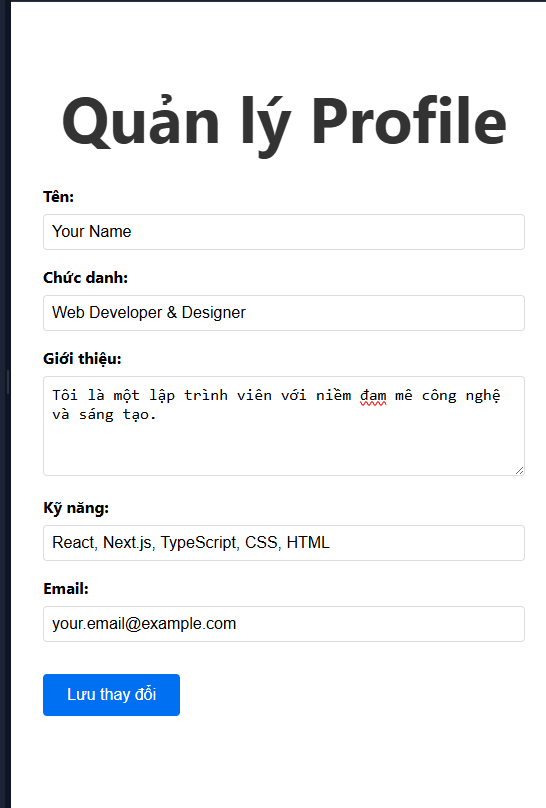 Quản lý Profile
Tên:
Your Name
Chức danh:
Web Developer & Designer
Giới thiệu:
Tôi là một lập trình viên với niềm đam mê công nghệ
và sáng tạo.
Kỹ năng:
React, Next.js, TypeScript, CSS, HTML
Email:
your.email@example.com
Lưu thay đổi